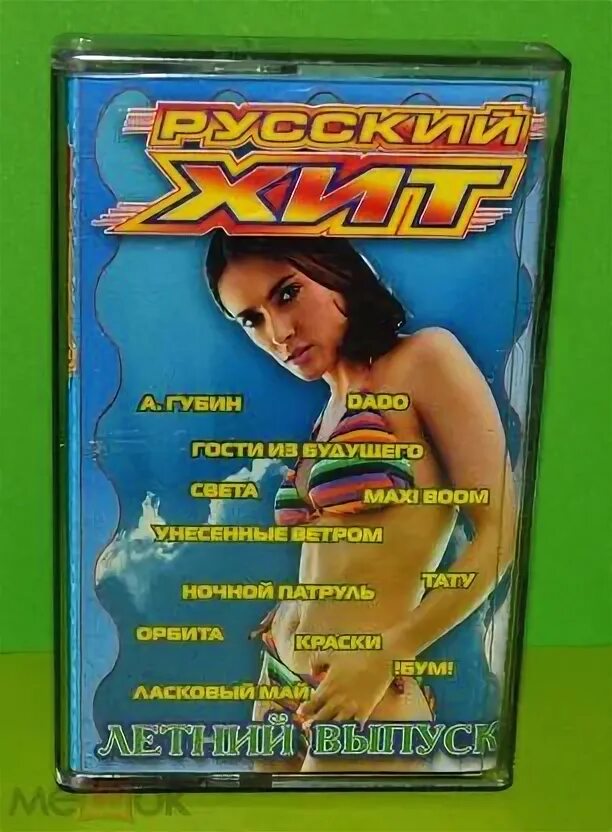 РУССКИЙ
ХИТ
А. ГУБИН
DADO
ГОСТИ ИЗ БУДУЩЕГО
СВЕТА
MAXI BOOM
УНЕСЕННЫЕ ВЕТРОМ
ТАТУ
НОЧНОЙ ПАТРУЛЬ
ОРБИТА
КРАСКИ
!БУМ!
ЛАСКОВЫЙ МАЙ
ЛЕТНИЙ ВЫПУСК
МЕШОК